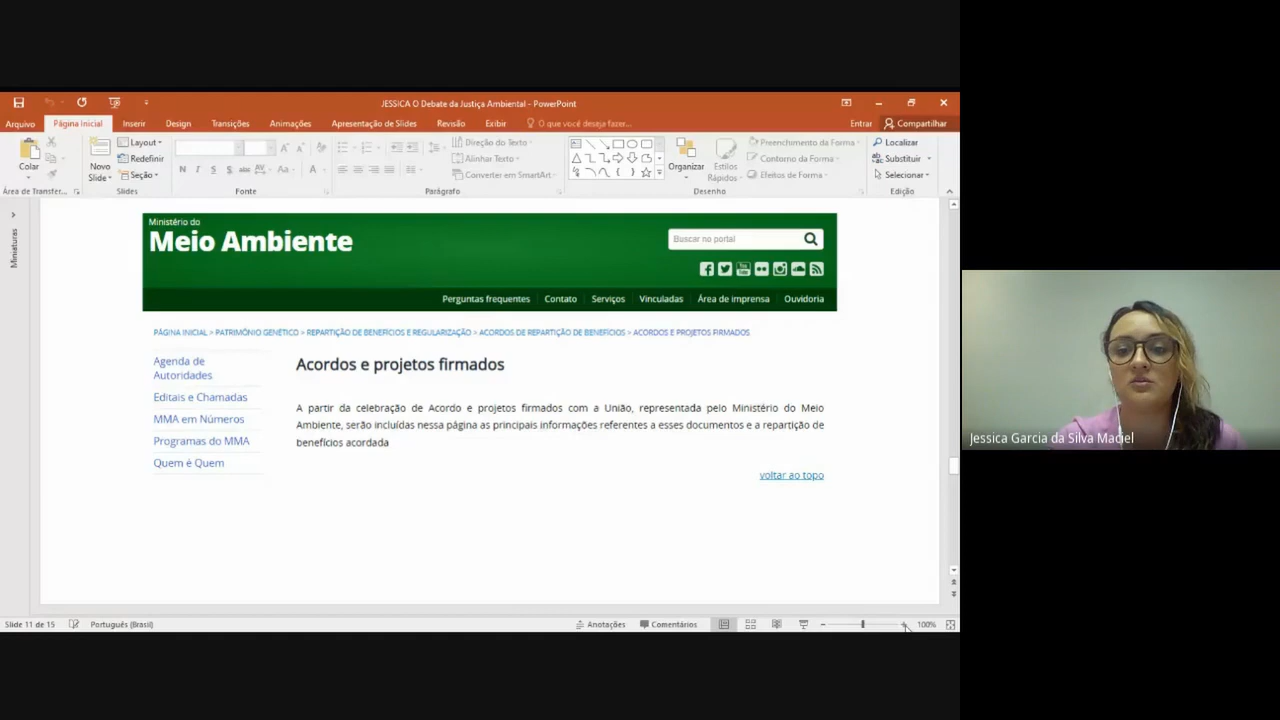 JESSICA O Debate da Justiça Ambiental - PowerPoint
Arquivo Página Inicial Inserir Design Transições Animações Apresentação de Slides Revisão Exibir O que você deseja fazer... Entrar Compartilhar
Colar
Novo Slide
Layout
Redefinir
Seção
N I S S abc AV Aa A
Direção do Texto
Alinhar Texto
Converter em SmartArt
Organizar
Estilos Rápidos
Preenchimento da Forma
Contorno da Forma
Efeitos de Forma
Localizar
Substituir
Selecionar
Área de Transfer... Slides Fonte Parágrafo Desenho Edição
Miniaturas
Ministério do
Meio Ambiente
Buscar no portal
You Tube
Perguntas frequentes Contato Serviços Vinculadas Área de imprensa Ouvidoria
PÁGINA INICIAL > PATRIMÔNIO GENÉTICO > REPARTIÇÃO DE BENEFÍCIOS E REGULARIZAÇÃO > ACORDOS DE REPARTIÇÃO DE BENEFÍCIOS > ACORDOS E PROJETOS FIRMADOS
Agenda de
Autoridades
Editais e Chamadas
MMA em Números
Programas do MMA
Quem é Quem
Acordos e projetos firmados
A partir da celebração de Acordo e projetos firmados com a União, representada pelo Ministério do Meio
Ambiente, serão incluídas nessa página as principais informações referentes a esses documentos e a repartição de
benefícios acordada
voltar ao topo
Jessica Garcia da Silva Maciel
Slide 11 de 15 Português (Brasil) Anotações Comentários 100%